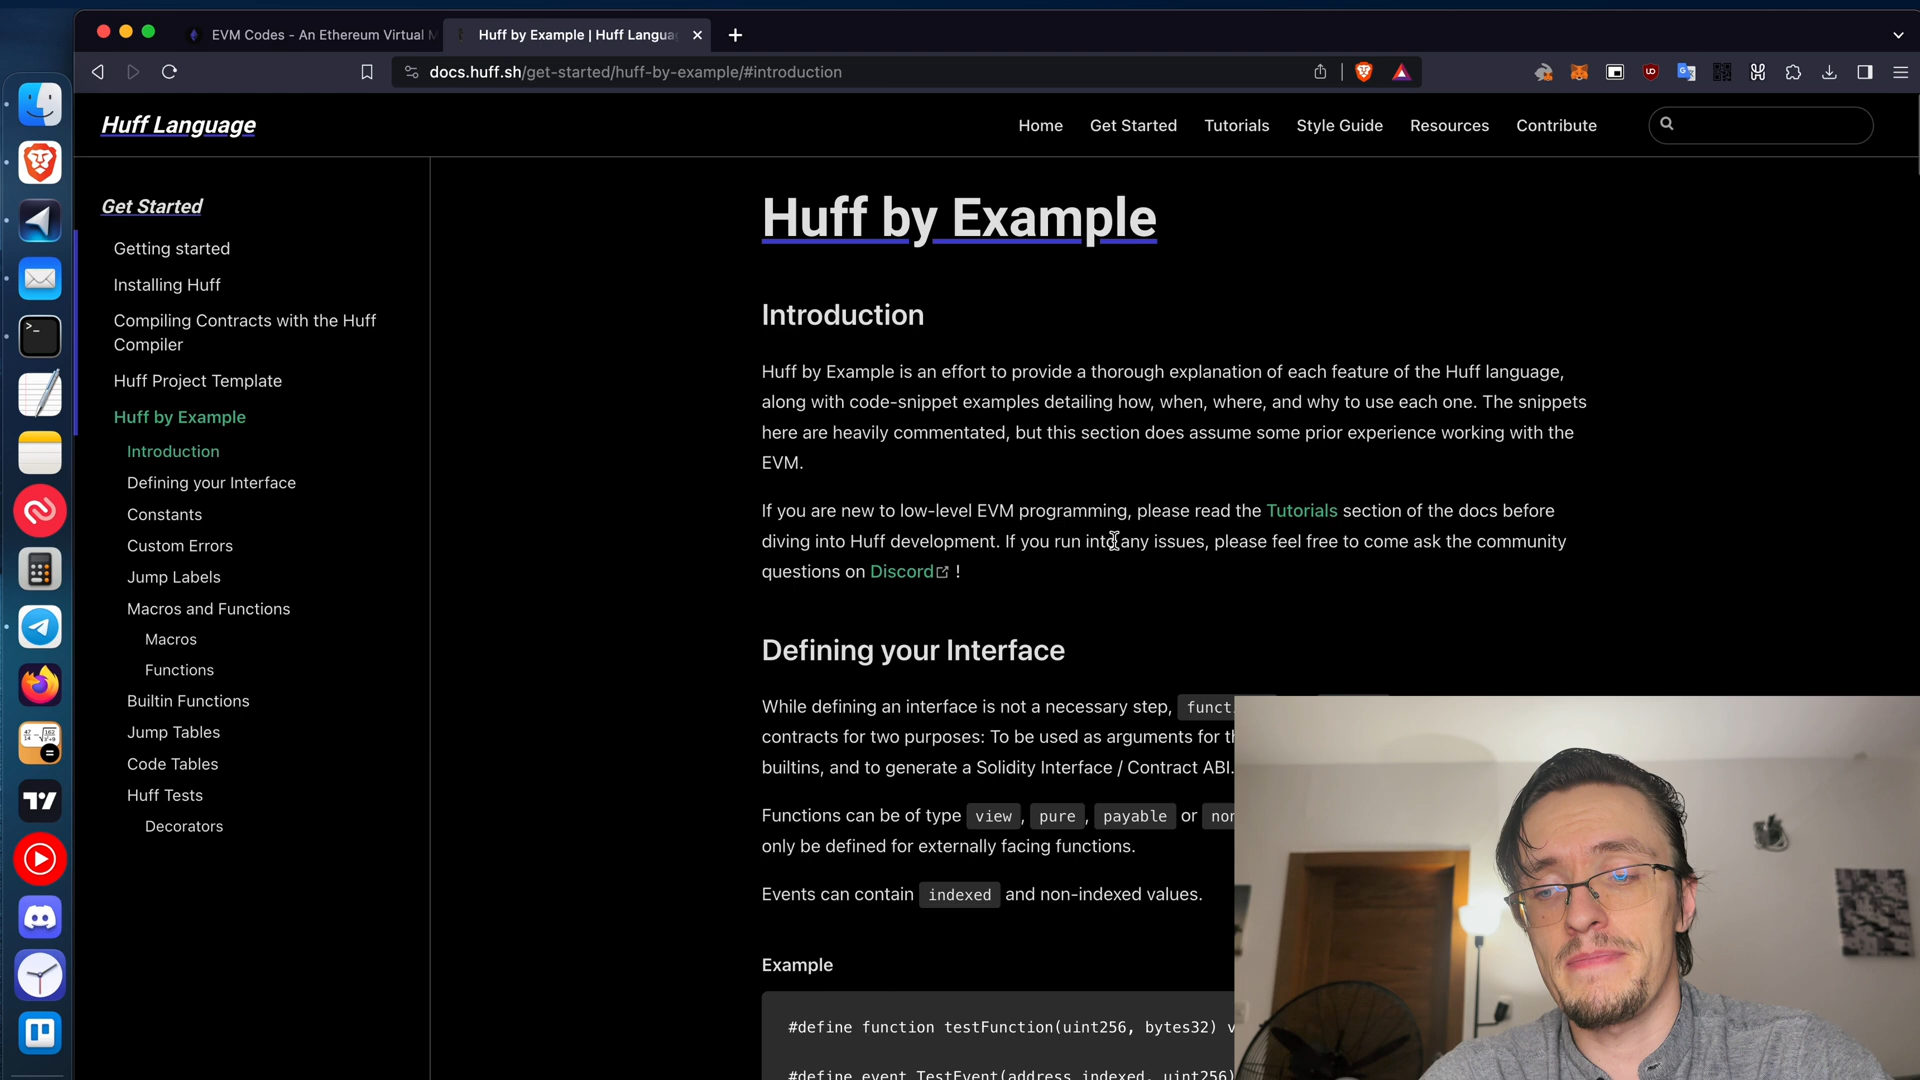 EVM Codes - An Ethereum Virtual M
Huff by Example | Huff Langua
docs.huff.sh/get-started/huff-by-example/#introduction
Huff Language
Home
Get Started
Tutorials
Style Guide
Resources
Contribute
Get Started
Getting started
Installing Huff
Compiling Contracts with the Huff
Compiler
Huff Project Template
Huff by Example
Introduction
Defining your Interface
Constants
Custom Errors
Jump Labels
Macros and Functions
Macros
Functions
Builtin Functions
Jump Tables
Code Tables
Huff Tests
Decorators
Huff by Example
Introduction
Huff by Example is an effort to provide a thorough explanation of each feature of the Huff language,
along with code-snippet examples detailing how, when, where, and why to use each one. The snippets
here are heavily commentated, but this section does assume some prior experience working with the
EVM.
If you are new to low-level EVM programming, please read the Tutorials section of the docs before
diving into Huff development. If you run into any issues, please feel free to come ask the community
questions on Discord !
Defining your Interface
While defining an interface is not a necessary step, funct
contracts for two purposes: To be used as arguments for th
builtins, and to generate a Solidity Interface / Contract ABI.
Functions can be of type view, pure, payable or non
only be defined for externally facing functions.
Events can contain indexed and non-indexed values.
Example
#define function testFunction(uint256, bytes32) v
#define event TestEvent(address indexed, uint256)